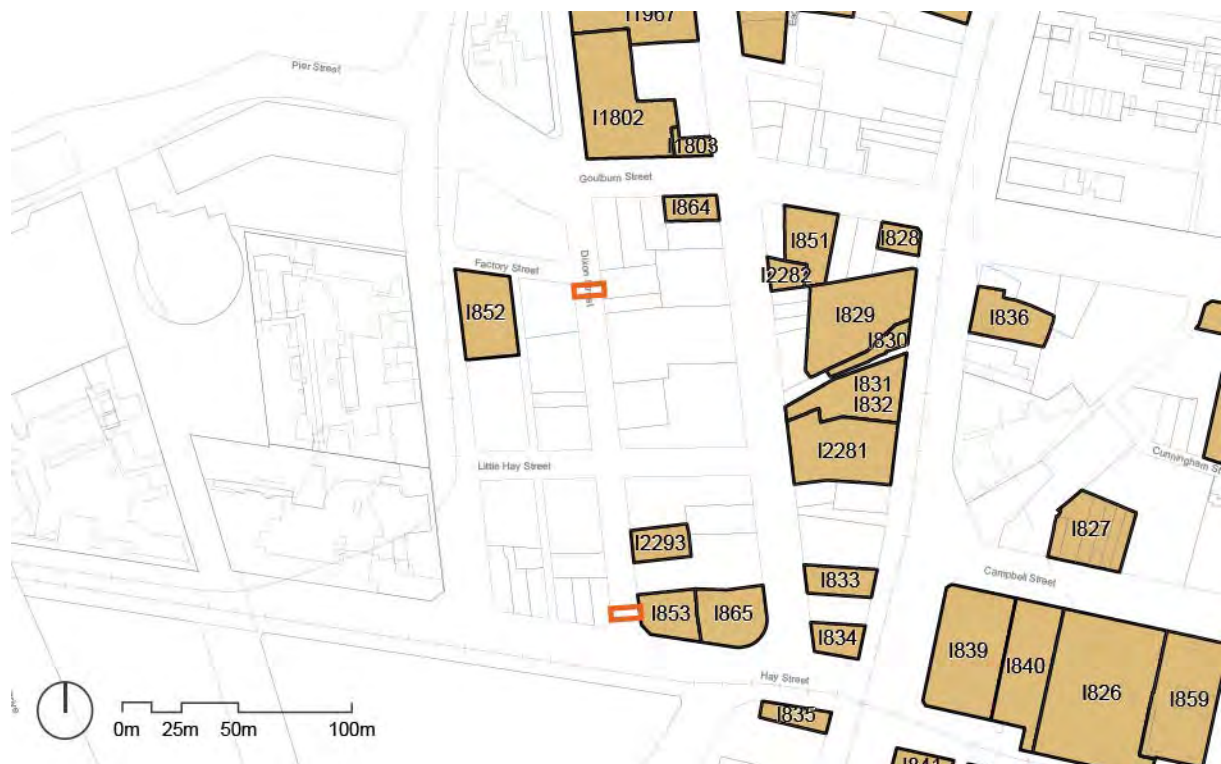 I1967
Pier Street
I1802
I1803
Goulburn Street
I864
I851
I828
Factory Street
Dixon
I2282
I852
I829
I836
I830
I831
I832
I2281
Little Hay Street
Cunningham St
I827
I2293
I833
Campbell Street
I853
I865
I834
I839
I840
I826
I859
Hay Street
I835
0m 25m 50m 100m